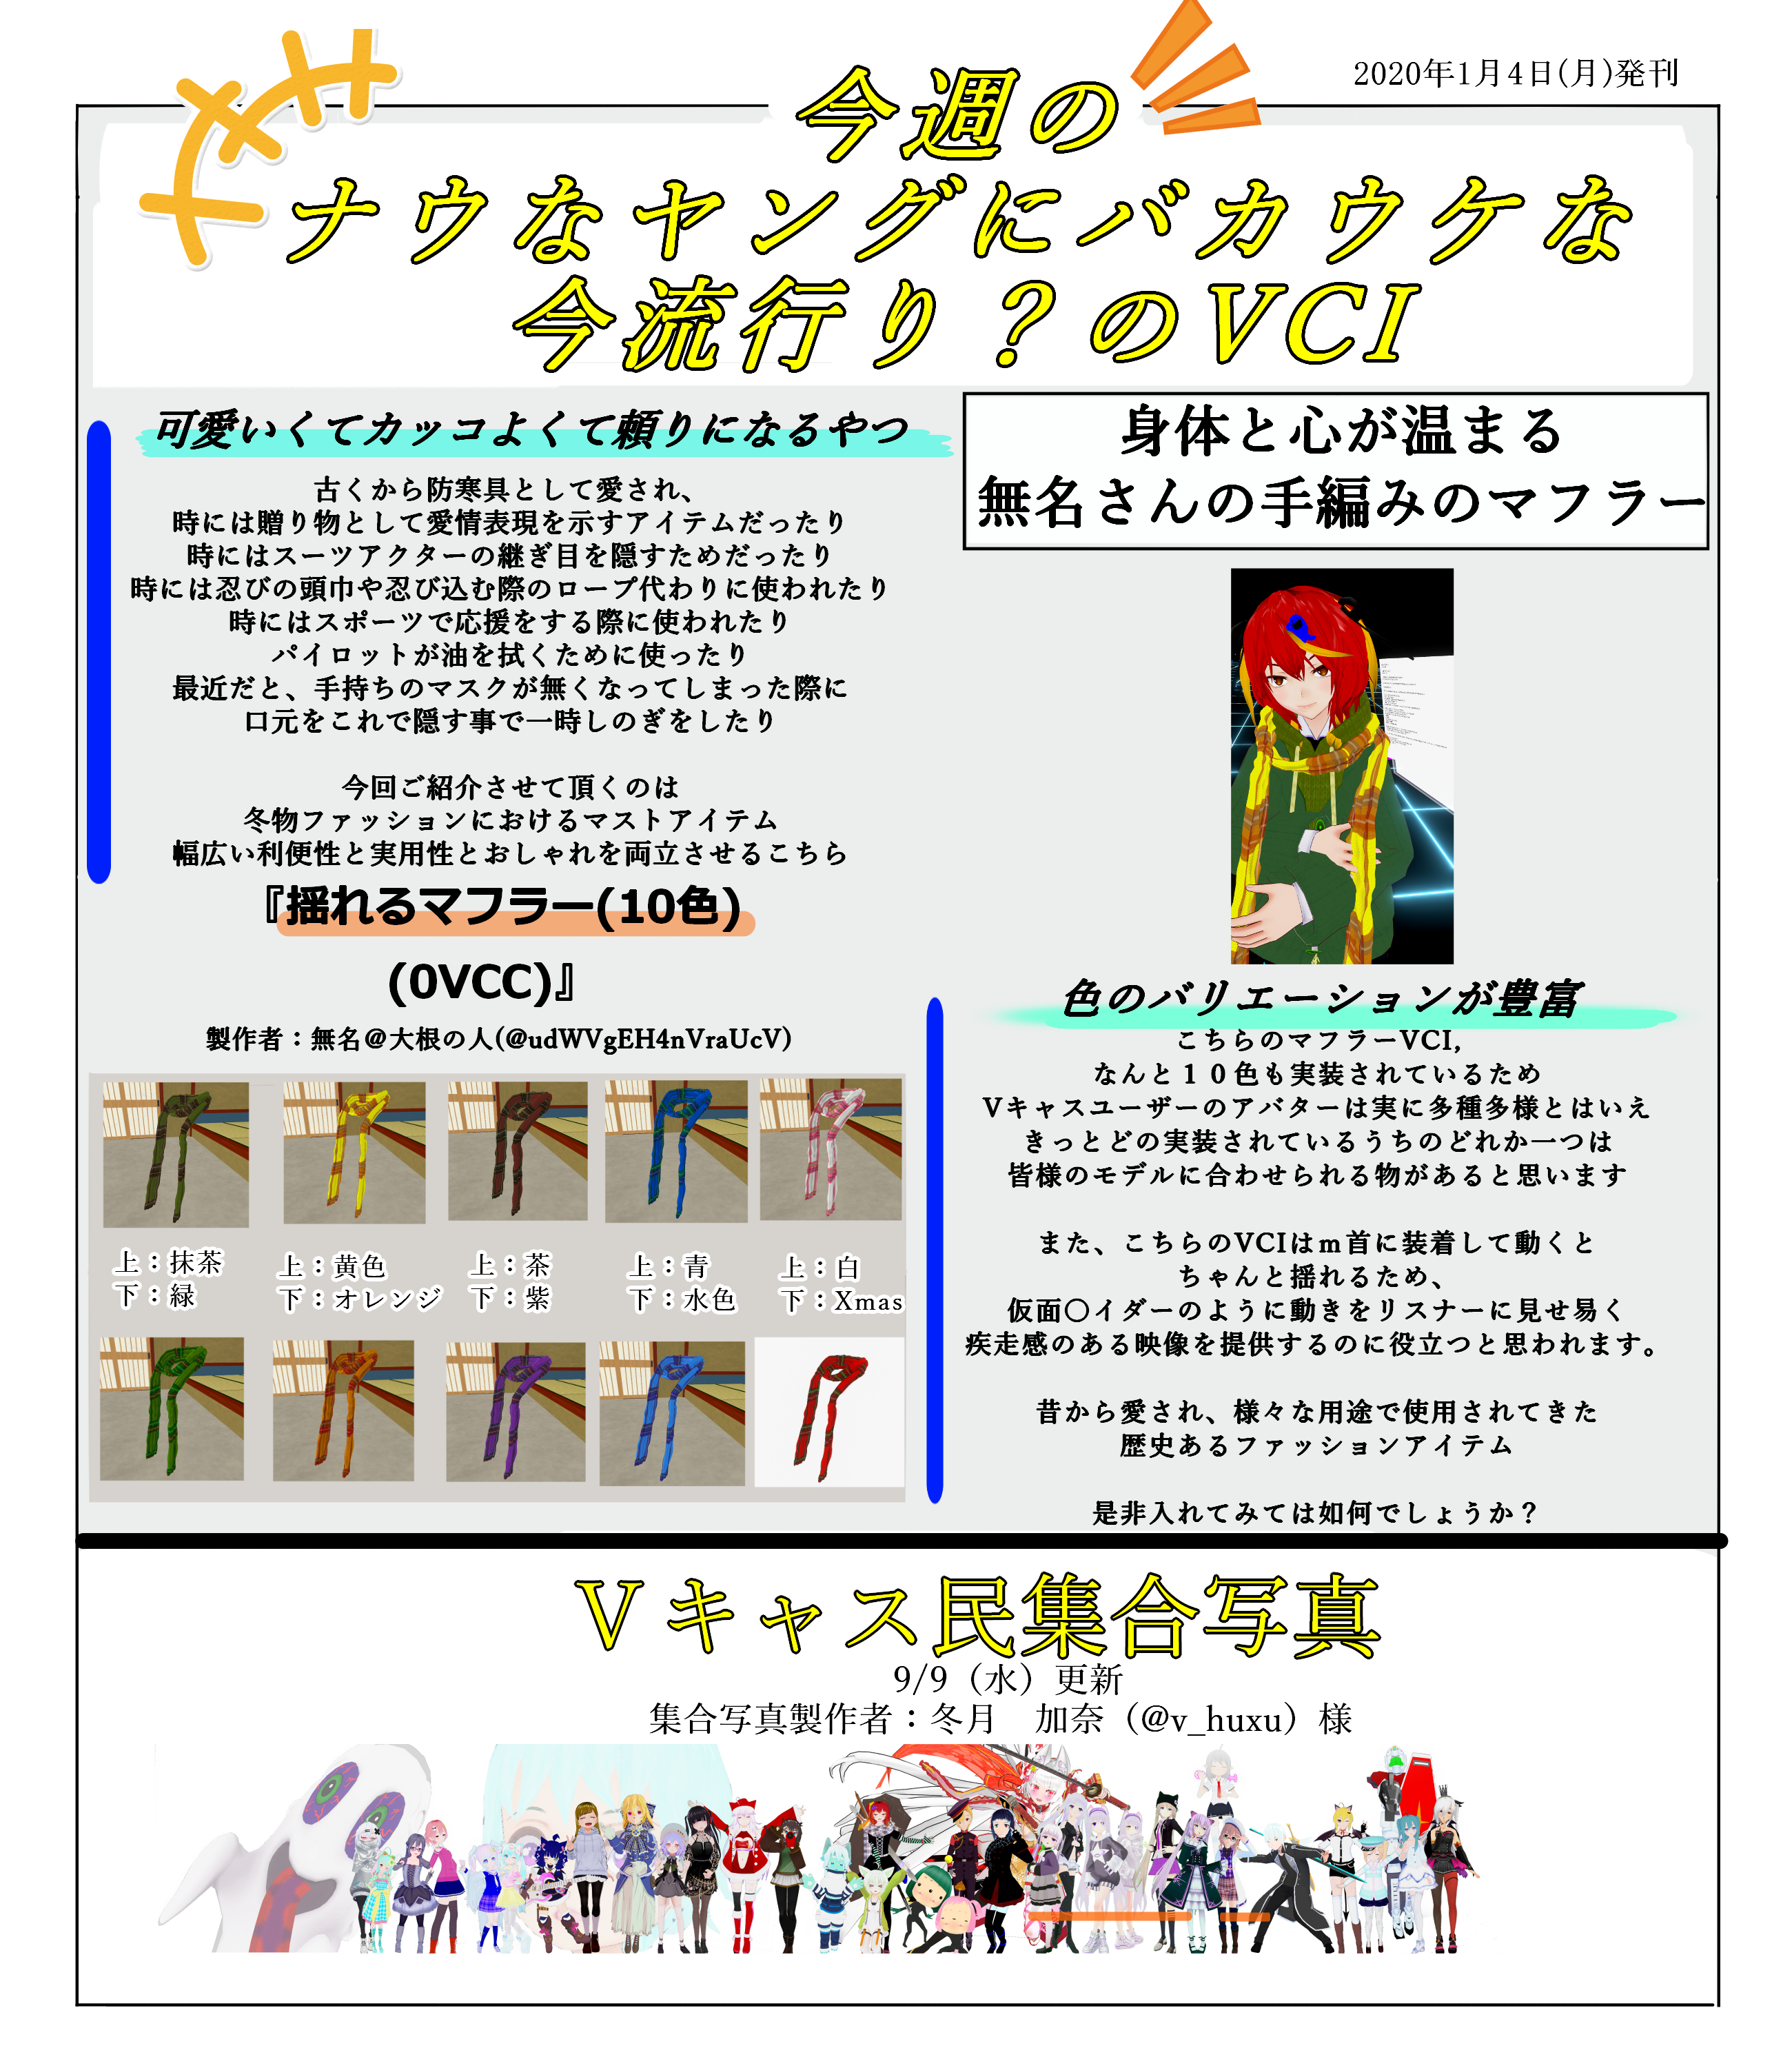 2020年1月4日(月)発刊
今週の
ナウなヤングにバカウケな
今流行り？のVCI
可愛いくてカッコよくて頼りになるやつ
古くから防寒具として愛され、
時には贈り物として愛情表現を示すアイテムだったり
時にはスーツアクターの継ぎ目を隠すためだったり
時には忍びの頭巾や忍び込む際のロープ代わりに使われたり
時にはスポーツで応援をする際に使われたり
パイロットが油を拭くために使ったり
最近だと、手持ちのマスクが無くなってしまった際に
口元をこれで隠す事で一時しのぎをしたり
今回ご紹介させて頂くのは
冬物ファッションにおけるマストアイテム
幅広い利便性と実用性とおしゃれを両立させるこちら
『揺れるマフラー(10色)
(0VCC)』
製作者：無名＠大根の人(@udWVgEH4nVraUcV)
上：抹茶
下：緑
上：黄色
下：オレンジ
上：茶
下：紫
上：青
下：水色
上：白
下：Xmas
身体と心が温まる
無名さんの手編みのマフラー
色のバリエーションが豊富
こちらのマフラーVCI,
なんと１０色も実装されているため
Vキャスユーザーのアバターは実に多種多様とはいえ
きっとどの実装されているうちのどれか一つは
皆様のモデルに合わせられる物があると思います
また、こちらのVCIはｍ首に装着して動くと
ちゃんと揺れるため、
仮面〇イダーのように動きをリスナーに見せ易く
疾走感のある映像を提供するのに役立つと思われます。
昔から愛され、様々な用途で使用されてきた
歴史あるファッションアイテム
是非入れてみては如何でしょうか？
Ｖキャス民集合写真
9/9（水）更新
集合写真製作者：冬月　加奈（@v_huxu）様